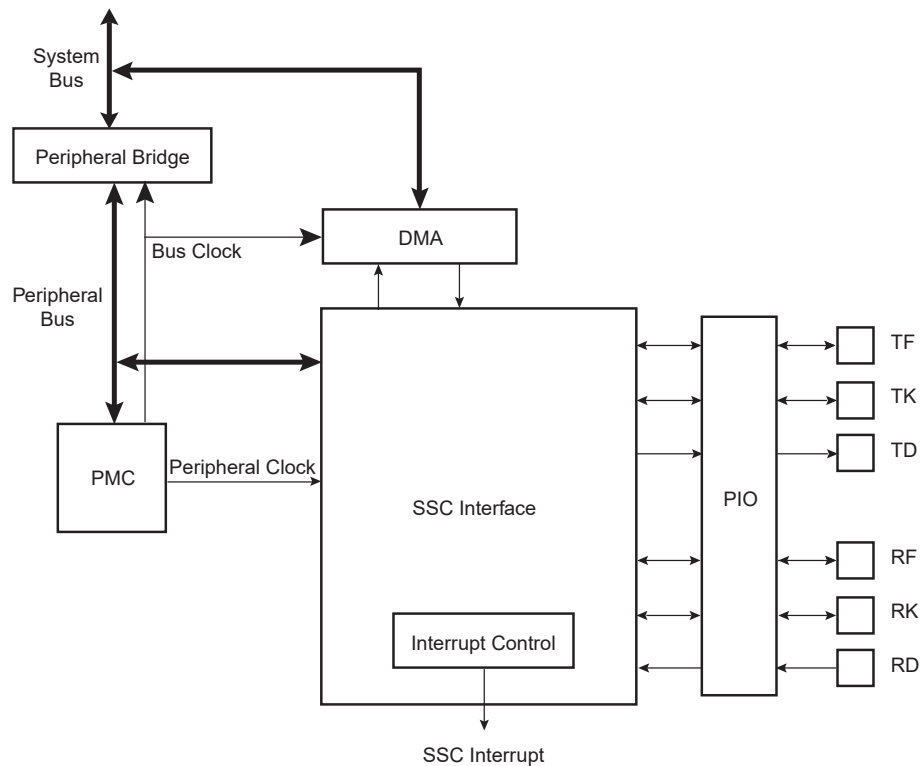 System
Bus
Peripheral Bridge
DMA
Bus Clock
Peripheral
Bus
TF
TK
TD
Peripheral Clock
PMC
SSC Interface
PIO
RF
RK
RD
Interrupt Control
SSC Interrupt